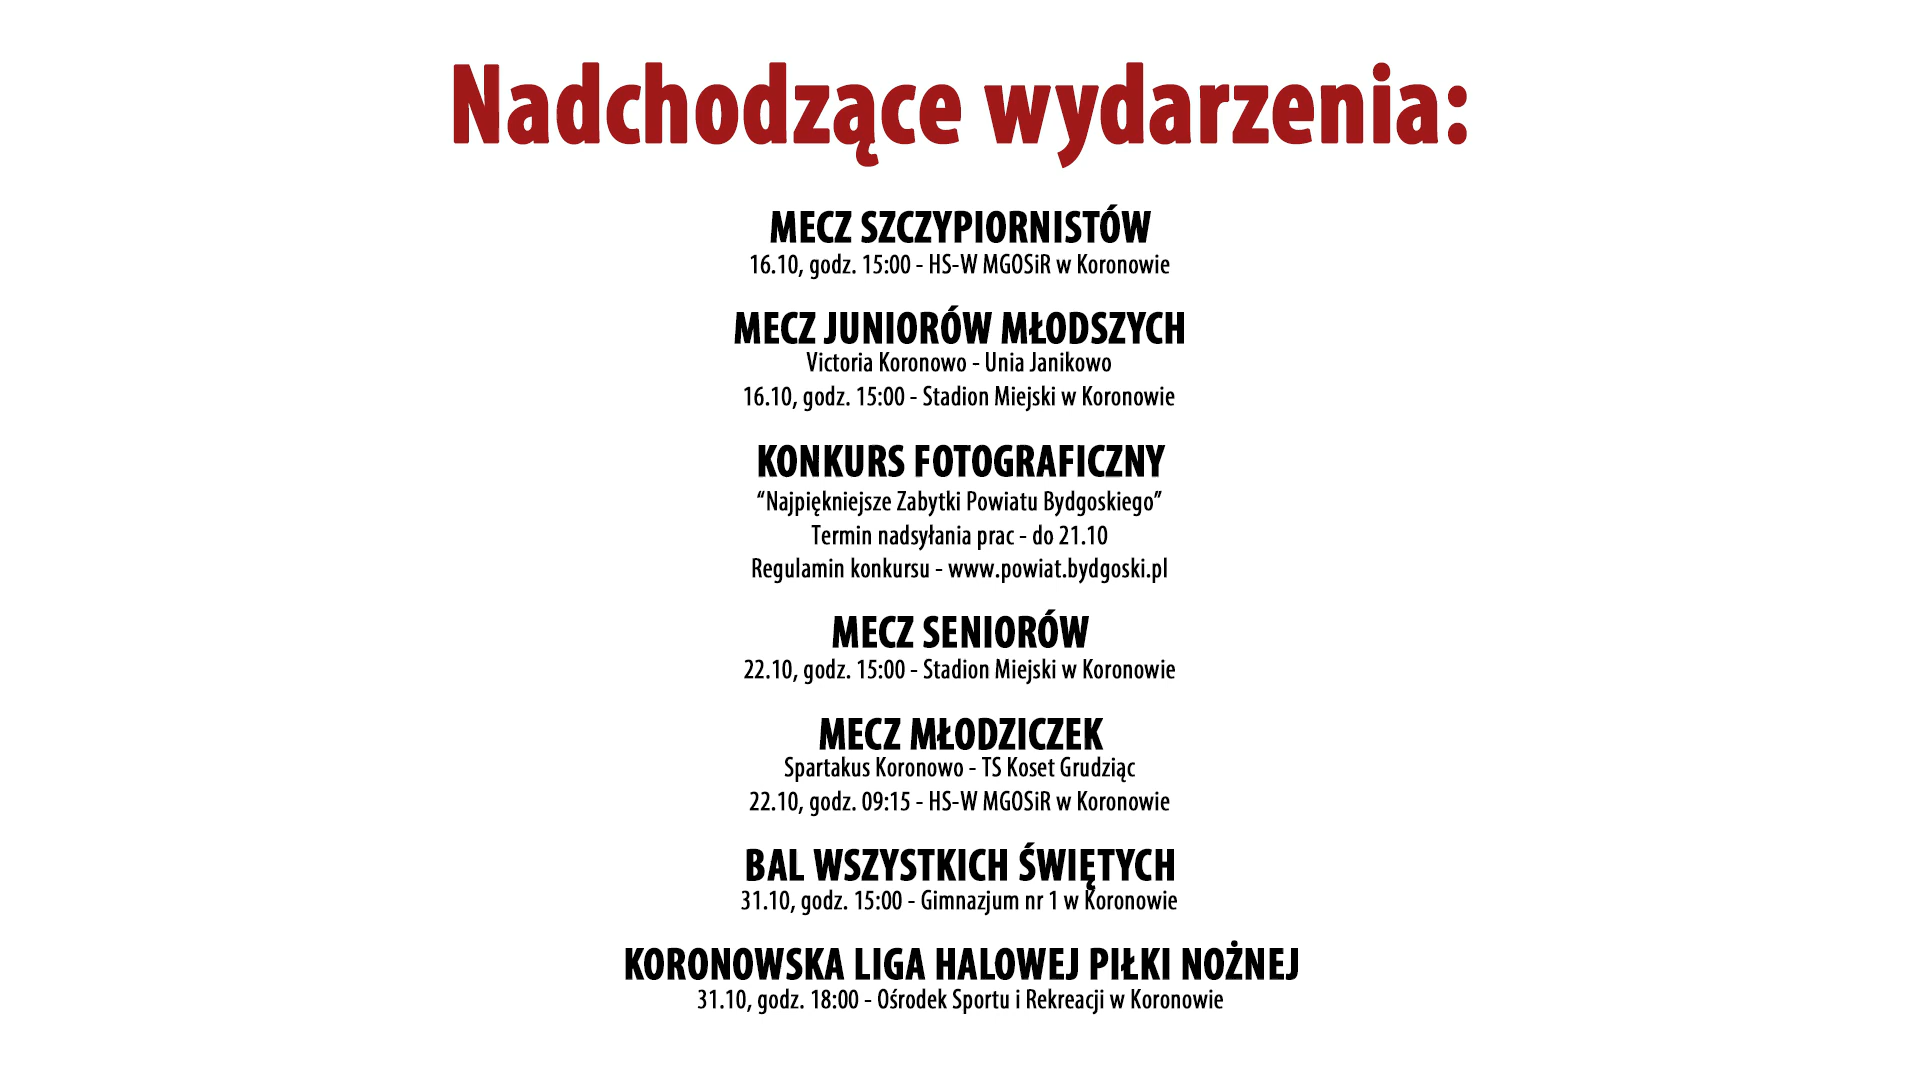 Nadchodzące wydarzenia:
MECZ SZCZYPIORNISTÓW
16.10, godz. 15:00 - HS-W MGOSiR w Koronowie
MECZ JUNIORÓW MŁODSZYCH
Victoria Koronowo - Unia Janikowo
16.10, godz. 15:00 - Stadion Miejski w Koronowie
KONKURS FOTOGRAFICZNY
“Najpiękniejsze Zabytki Powiatu Bydgoskiego”
Termin nadsyłania prac - do 21.10
Regulamin konkursu - www.powiat.bydgoski.pl
MECZ SENIORÓW
22.10, godz. 15:00 - Stadion Miejski w Koronowie
MECZ MŁODZICZEK
Spartakus Koronowo - TS Koset Grudziąc
22.10, godz. 09:15 - HS-W MGOSiR w Koronowie
BAL WSZYSTKICH ŚWIĘTYCH
31.10, godz. 15:00 - Gimnazjum nr 1 w Koronowie
KORONOWSKA LIGA HALOWEJ PIŁKI NOŻNEJ
31.10, godz. 18:00 - Ośrodek Sportu i Rekreacji w Koronowie